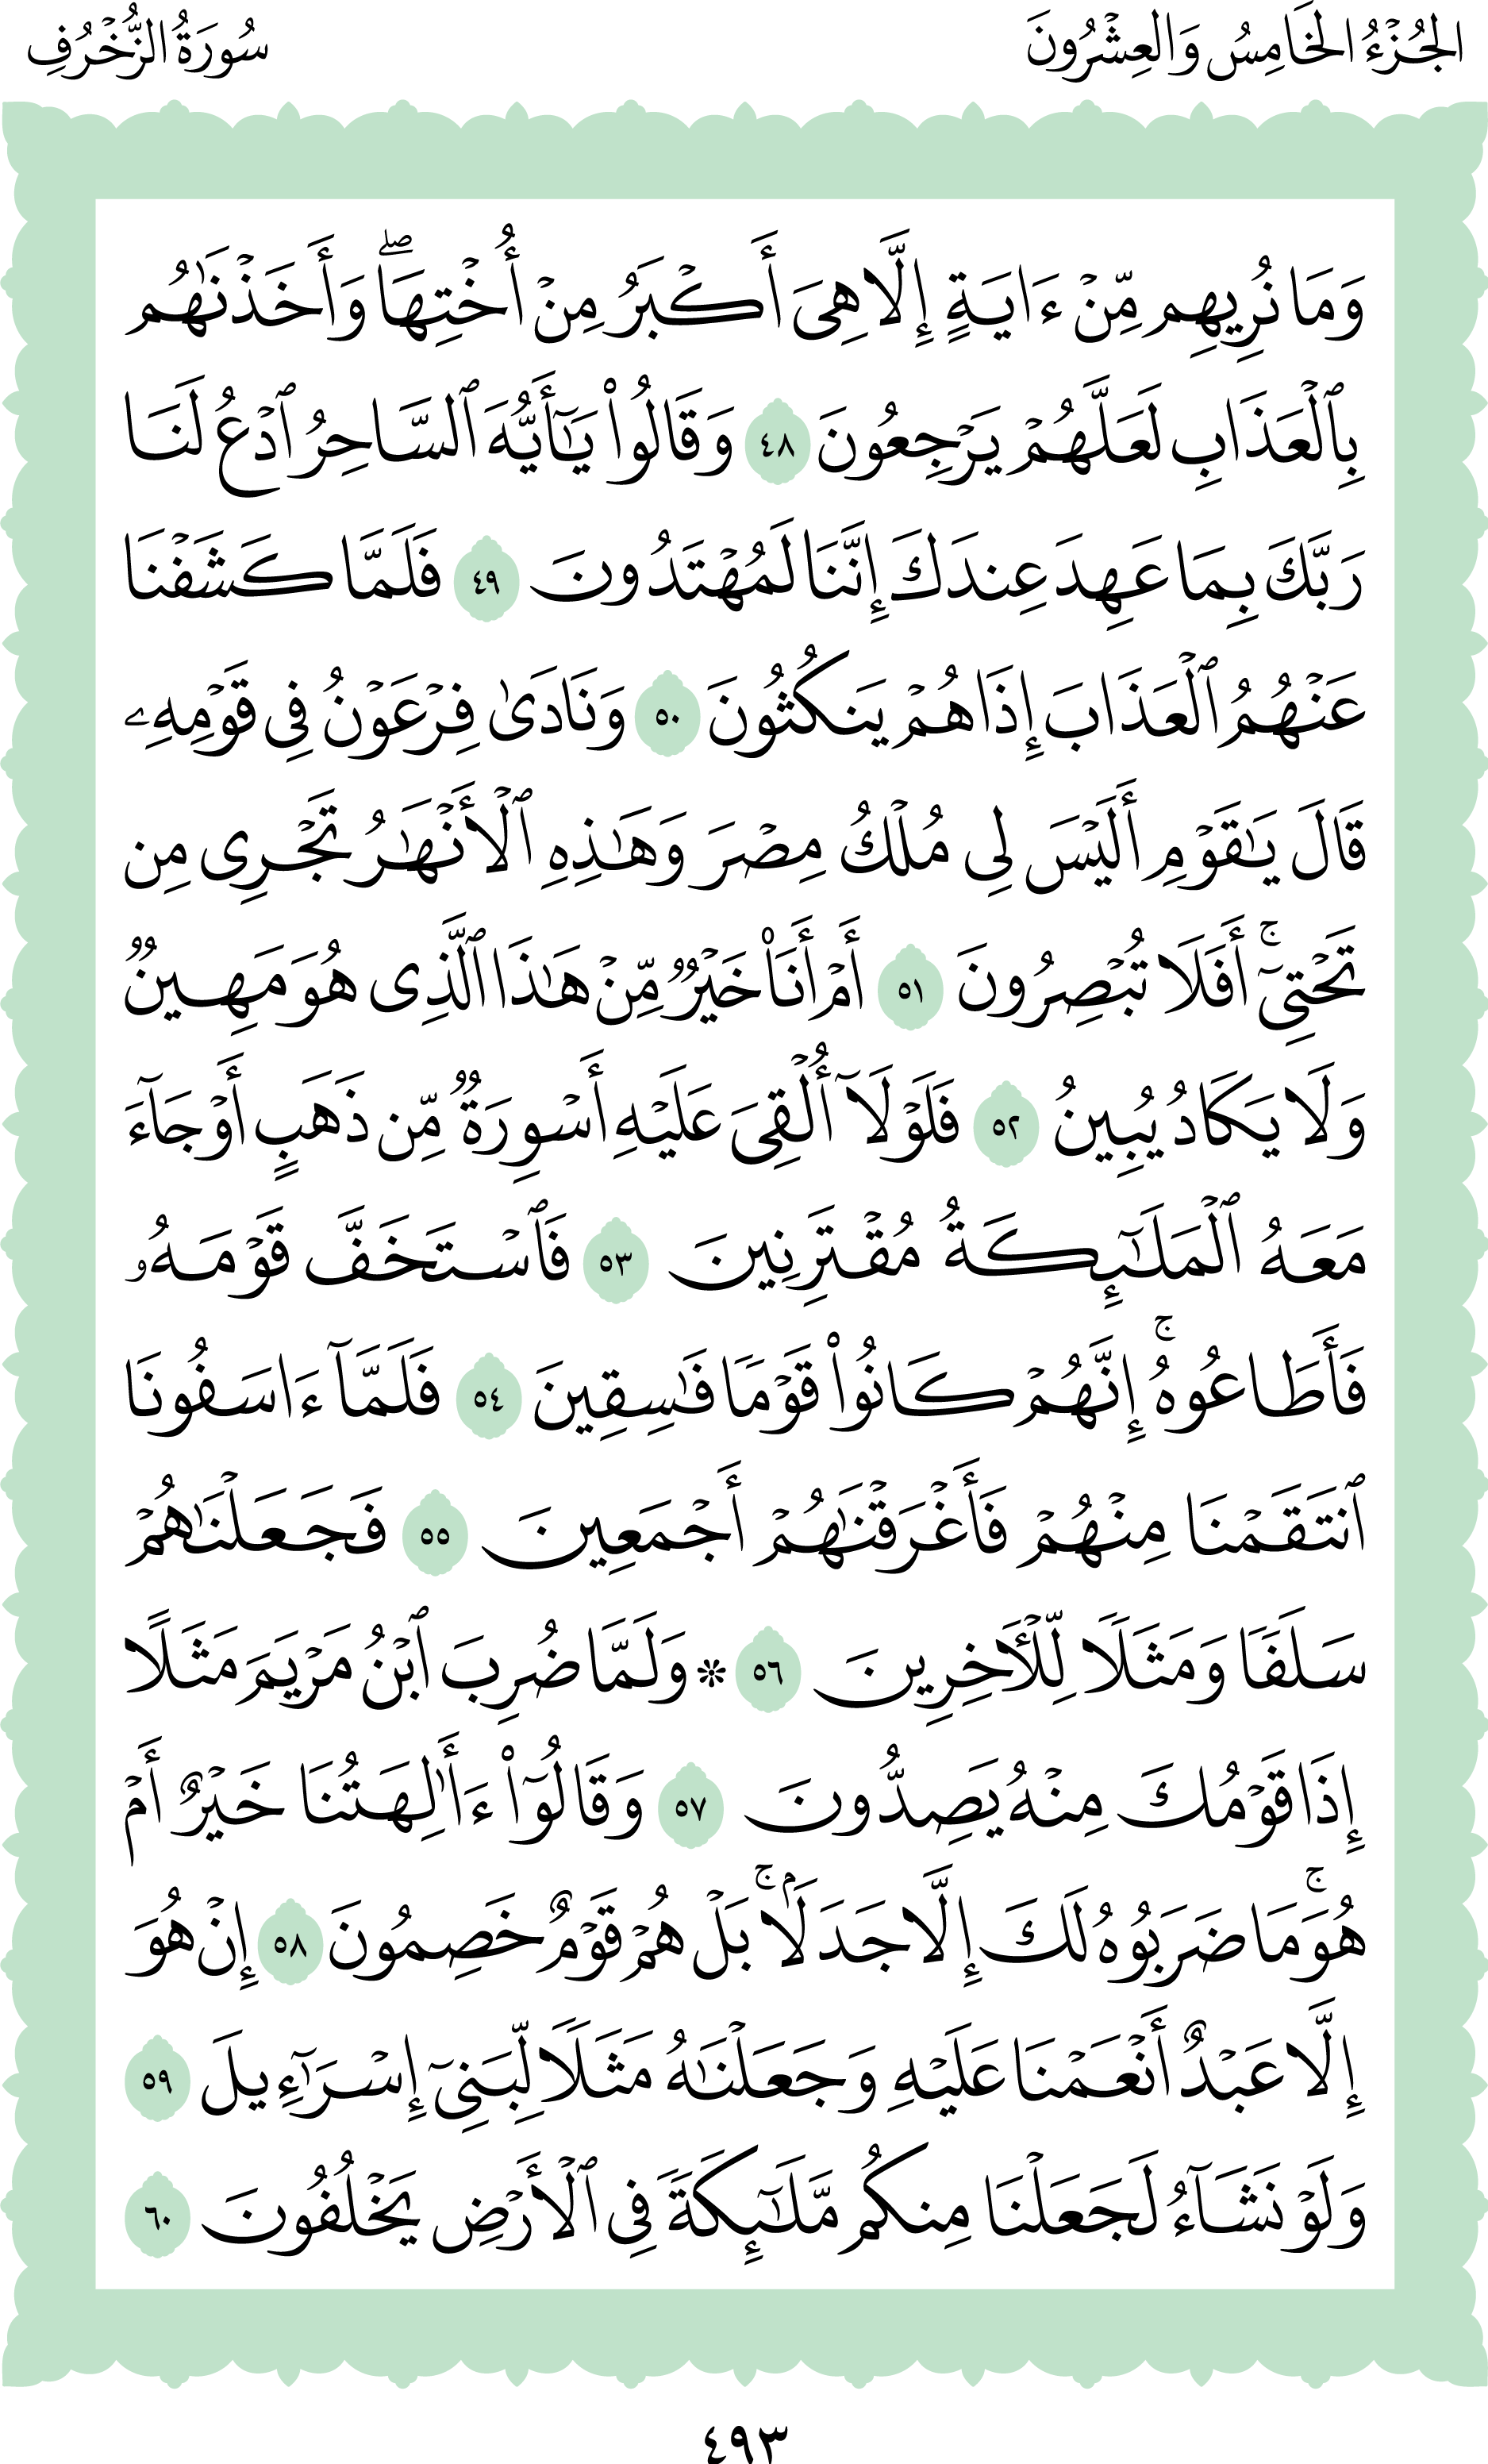 الجُزْءُ الخَامِسُ وَالعِشْرُونَ
سُورَةُ الزُّخْرُفِ
وَمَا نُرِيهِم مِّنۡ ءَايَةٍ إِلَّا هِىَ أَكۡبَرُ مِنۡ أُخۡتِهَاۖ وَأَخَذۡنَٰهُم
بِٱلۡعَذَابِ لَعَلَّهُمۡ يَرۡجِعُونَ ٤٨ وَقَالُواْ يَٰٓأَيُّهَ ٱلسَّاحِرُ ٱدۡعُ لَنَا
رَبَّكَ بِمَا عَهِدَ عِندَكَ إِنَّنَا لَمُهۡتَدُونَ ٤٩ فَلَمَّا كَشَفۡنَا
عَنۡهُمُ ٱلۡعَذَابَ إِذَا هُمۡ يَنكُثُونَ ٥٠ وَنَادَىٰ فِرۡعَوۡنُ فِى قَوۡمِهِۦ
قَالَ يَٰقَوۡمِ أَلَيۡسَ لِى مُلۡكُ مِصۡرَ وَهَٰذِهِ ٱلۡأَنۡهَٰرُ تَجۡرِى مِن
تَحۡتِىٓۚ أَفَلَا تُبۡصِرُونَ ٥١ أَمۡ أَنَا۠ خَيۡرٞ مِّنۡ هَٰذَا ٱلَّذِى هُوَ مَهِينٞ
وَلَا يَكَادُ يُبِينُ ٥٢ فَلَوۡلَآ أُلۡقِىَ عَلَيۡهِ أَسۡوِرَةٞ مِّن ذَهَبٍ أَوۡ جَآءَ
مَعَهُ ٱلۡمَلَٰٓئِكَةُ مُقۡتَرِنِينَ ٥٣ فَٱسۡتَخَفَّ قَوۡمَهُۥ
فَأَطَاعُوهُۚ إِنَّهُمۡ كَانُواْ قَوۡمٗا فَٰسِقِينَ ٥٤ فَلَمَّآ ءَاسَفُونَا
ٱنتَقَمۡنَا مِنۡهُمۡ فَأَغۡرَقۡنَٰهُمۡ أَجۡمَعِينَ ٥٥ فَجَعَلۡنَٰهُمۡ
سَلَفٗا وَمَثَلٗا لِّلۡأٓخِرِينَ ٥٦ ۞ وَلَمَّا ضُرِبَ ٱبۡنُ مَرۡيَمَ مَثَلًا
إِذَا قَوۡمُكَ مِنۡهُ يَصِدُّونَ ٥٧ وَقَالُوٓاْ ءَأَٰلِهَتُنَا خَيۡرٌ أَمۡ
هُوَۚ مَا ضَرَبُوهُ لَكَ إِلَّا جَدَلَۢاۚ بَلۡ هُمۡ قَوۡمٌ خَصِمُونَ ٥٨ إِنۡ هُوَ
إِلَّا عَبۡدٌ أَنۡعَمۡنَا عَلَيۡهِ وَجَعَلۡنَٰهُ مَثَلٗا لِّبَنِىٓ إِسۡرَٰٓءِيلَ ٥٩
وَلَوۡ نَشَآءُ لَجَعَلۡنَا مِنكُم مَّلَٰٓئِكَةٗ فِى ٱلۡأَرۡضِ يَخۡلُفُونَ ٦٠
٤٩٣